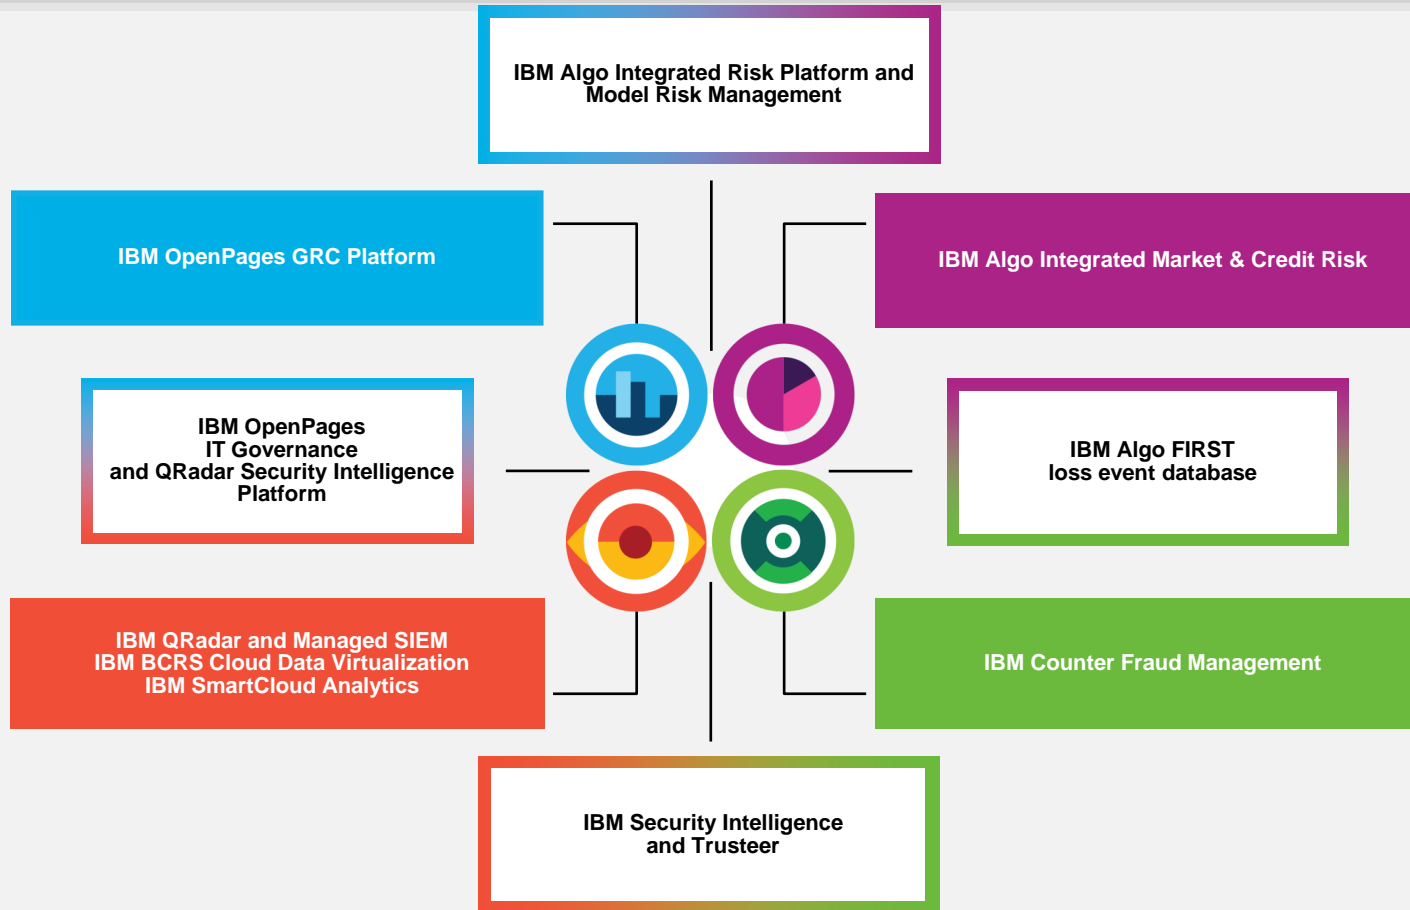 IBM Algo Integrated Risk Platform and
Model Risk Management
IBM OpenPages GRC Platform
IBM Algo Integrated Market & Credit Risk
IBM OpenPages
IT Governance
and QRadar Security Intelligence
Platform
IBM Algo FIRST
loss event database
IBM QRadar and Managed SIEM
IBM BCRS Cloud Data Virtualization
IBM SmartCloud Analytics
IBM Counter Fraud Management
IBM Security Intelligence
and Trusteer